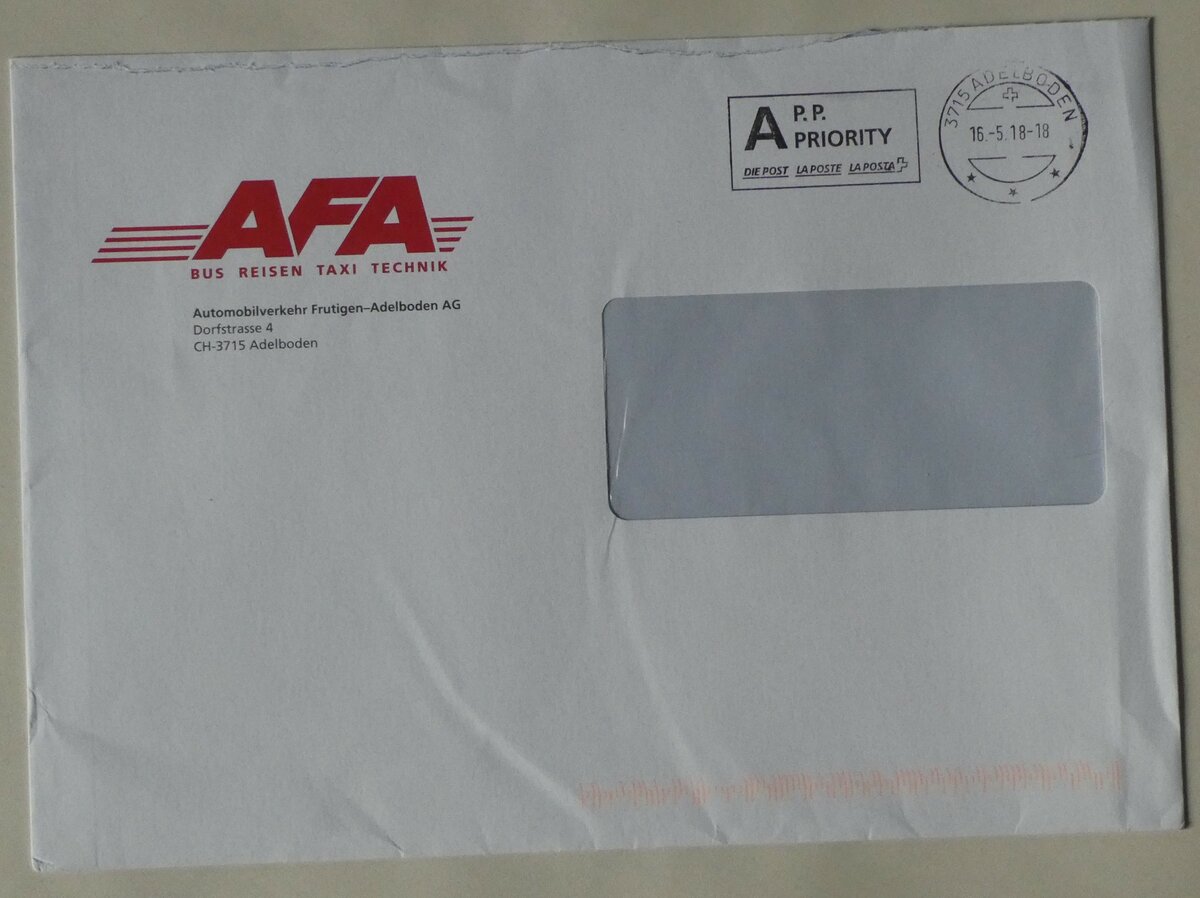 AFA
BUS REISEN TAXI TECHNIK
Automobilverkehr Frutigen–Adelboden AG
Dorfstrasse 4
CH-3715 Adelboden
A P.P.
PRIORITY
DIE POST LA POSTE LA POSTA
3715 ADELBODEN
16.-5.18-18